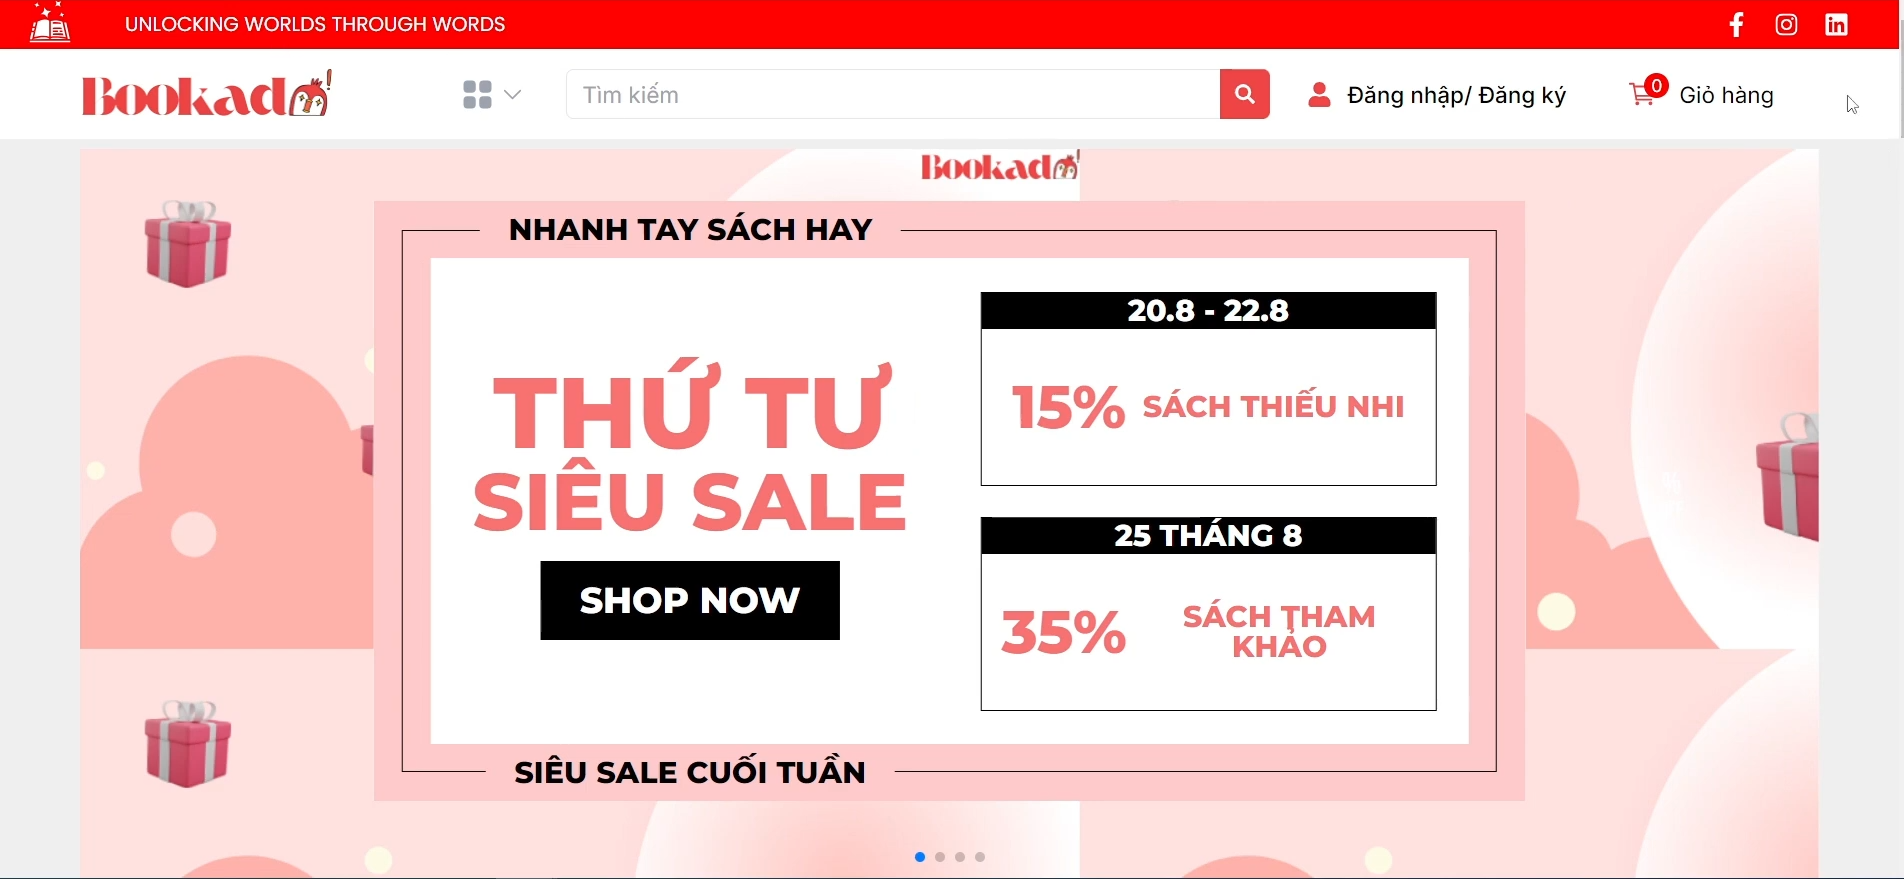 UNLOCKING WORLDS THROUGH WORDS
Bookado!
Tìm kiếm
Đăng nhập/ Đăng ký
0
Giỏ hàng
Bookado!
NHANH TAY SÁCH HAY
THỨ TƯ
SIÊU SALE
SHOP NOW
20.8 - 22.8
15% SÁCH THIẾU NHI
25 THÁNG 8
35% SÁCH THAM
KHẢO
SIÊU SALE CUỐI TUẦN